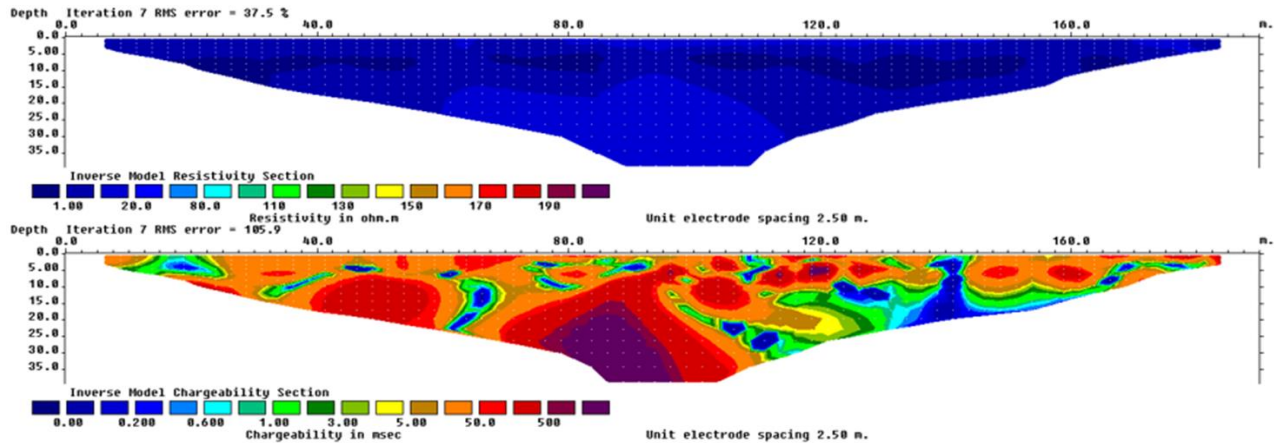 Depth Iteration 7 RMS error = 37.5 %
0.0 40.0 80.0 120.0 160.0 m.
0.0
5.00
10.0
15.0
20.0
25.0
30.0
35.0
Inverse Model Resistivity Section
1.00 20.0 80.0 110 130 150 170 190
Resistivity in ohm.m Unit electrode spacing 2.50 m.
Depth Iteration 7 RMS error = 105.9
0.0 40.0 80.0 120.0 160.0 m.
0.0
5.00
10.0
15.0
20.0
25.0
30.0
35.0
Inverse Model Chargeability Section
0.00 0.200 0.600 1.00 3.00 5.00 50.0 500
Chargeability in msec Unit electrode spacing 2.50 m.